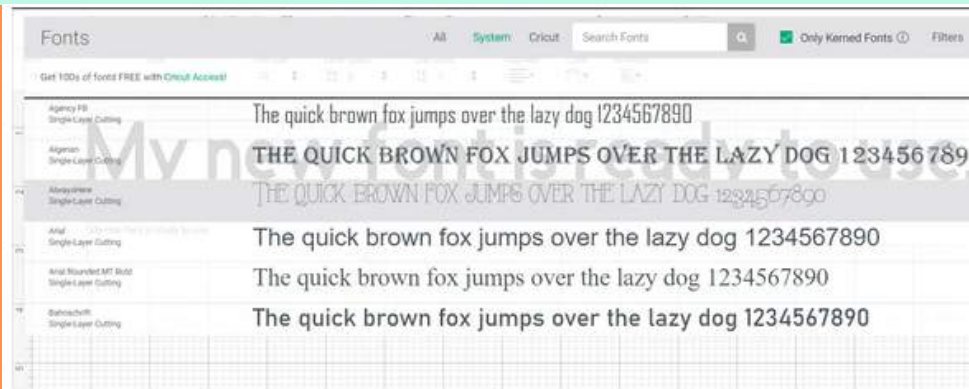 Fonts All System Cricut Search Fonts Only Kerned Fonts Filters
Get 100s of fonts FREE with Cricut Access!
Agency FB
Single-Layer Cutting
The quick brown fox jumps over the lazy dog 1234567890
My new font is ready to use,
Algerian
Single-Layer Cutting
THE QUICK BROWN FOX JUMPS OVER THE LAZY DOG 123456789
AlwaysHere
Single-Layer Cutting
THE QUICK BROWN FOX JUMPS OVER THE LAZY DOG 1234567890
Arial
Single-Layer Cutting
The quick brown fox jumps over the lazy dog 1234567890
Arial Rounded MT Bold
Single-Layer Cutting
The quick brown fox jumps over the lazy dog 1234567890
Bahnschrift
Single-Layer Cutting
The quick brown fox jumps over the lazy dog 1234567890